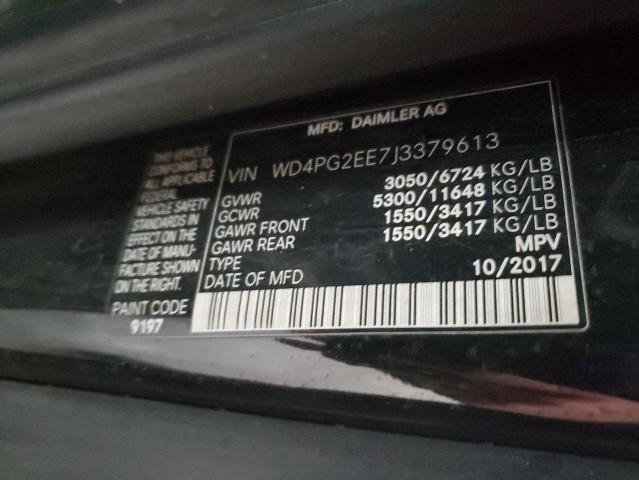 MFD: DAIMLER AG
THIS VEHICLE
COMPLIES WITH
ALL APPLICABLE
FEDERAL
VEHICLE SAFETY
STANDARDS IN
EFFECT ON THE
DATE OF MANU-
FACTURE SHOWN
ON THE RIGHT.
PAINT CODE
9197
VIN WD4PG2EE7J3379613
GVWR 3050/6724 KG/LB
GCWR 5300/11648 KG/LB
GAWR FRONT 1550/3417 KG/LB
GAWR REAR 1550/3417 KG/LB
TYPE MPV
DATE OF MFD 10/2017